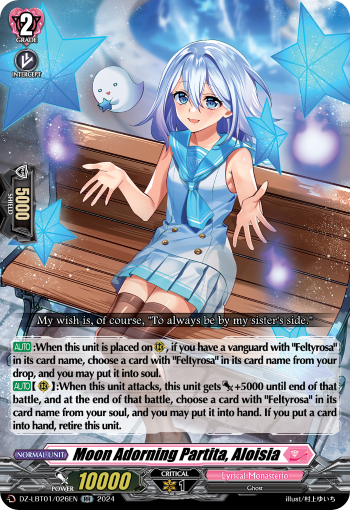 2
GRADE
INTERCEPT
5000
SHIELD
My wish is, of course, "To always be by my sister's side."
AUTO:When this unit is placed on , if you have a vanguard with "Feltyrosa"
in its card name, choose a card with "Feltyrosa" in its card name from your
drop, and you may put it into soul.
AUTO【 】:When this unit attacks, this unit gets +5000 until end of that
battle, and at the end of that battle, choose a card with "Feltyrosa" in its
card name from your soul, and you may put it into hand. If you put a card
into hand, retire this unit.
NORMAL UNIT
Moon Adorning Partita, Aloisia
POWER 10000
CRITICAL
1
Lyrical Monasterio
Ghost
D DZ-LBT01/026EN RR 2024
illust/村上ゆいち